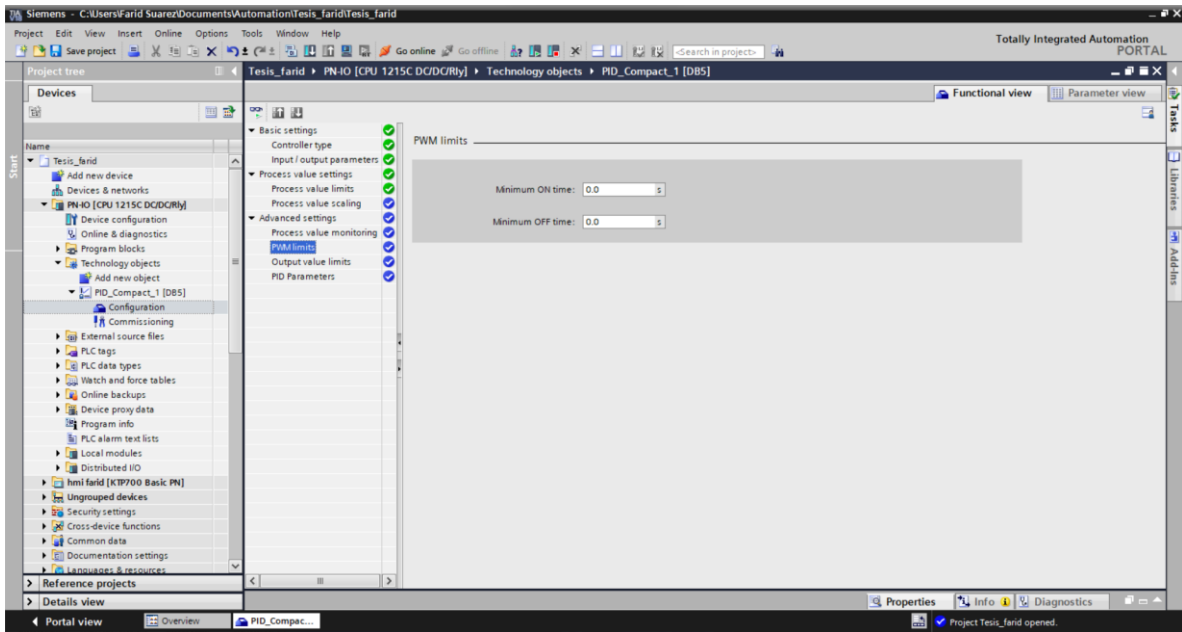 Siemens - C:\Users\Farid Suarez\Documents\Automation\Tesis_farid\Tesis_farid
Project Edit View Insert Online Options Tools Window Help
Totally Integrated Automation
PORTAL
Save project
Go online
Go offline
<Search in project>
Project tree
Tesis_farid PN-IO [CPU 1215C DC/DC/Rly] Technology objects PID_Compact_1 [DB5]
Devices
Functional view
Parameter view
Name
Tesis_farid
Add new device
Devices & networks
PN-IO [CPU 1215C DC/DC/Rly]
Device configuration
Online & diagnostics
Program blocks
Technology objects
Add new object
PID_Compact_1 [DB5]
Configuration
Commissioning
External source files
PLC tags
PLC data types
Watch and force tables
Online backups
Device proxy data
Program info
PLC alarm text lists
Local modules
Distributed I/O
hmi farid [KTP700 Basic PN]
Ungrouped devices
Security settings
Cross-device functions
Common data
Documentation settings
Languages & resources
Reference projects
Details view
Basic settings
Controller type
Input / output parameters
Process value settings
Process value limits
Process value scaling
Advanced settings
Process value monitoring
PWM limits
Output value limits
PID Parameters
PWM limits
Minimum ON time: 0.0 s
Minimum OFF time: 0.0 s
Start
Tasks
Libraries
Add-Ins
Properties
Info
Diagnostics
Portal view
Overview
PID_Compac...
Project Tesis_farid opened.